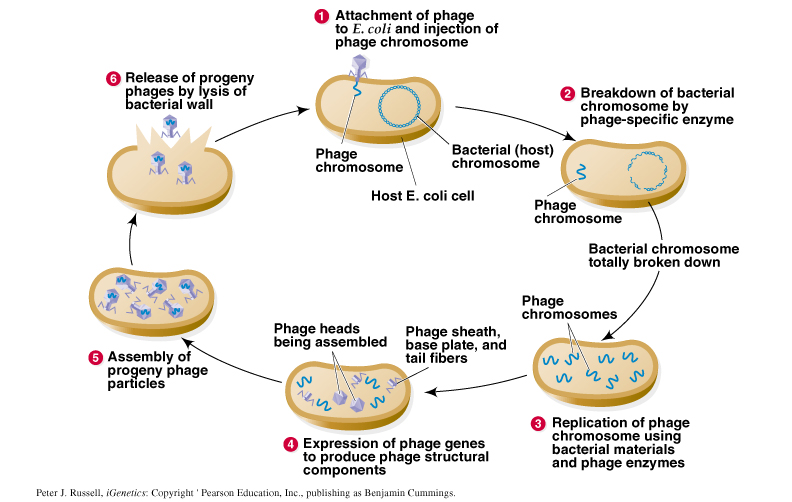 1 Attachment of phage
to E. coli and injection of
phage chromosome
Phage
chromosome
Bacterial (host)
chromosome
Host E. coli cell
2 Breakdown of bacterial
chromosome by
phage-specific enzyme
Phage
chromosome
Bacterial chromosome
totally broken down
Phage
chromosomes
3 Replication of phage
chromosome using
bacterial materials
and phage enzymes
Phage heads
being assembled
Phage sheath,
base plate, and
tail fibers
4 Expression of phage genes
to produce phage structural
components
5 Assembly of
progeny phage
particles
6 Release of progeny
phages by lysis of
bacterial wall
Peter J. Russell, iGenetics: Copyright ' Pearson Education, Inc., publishing as Benjamin Cummings.